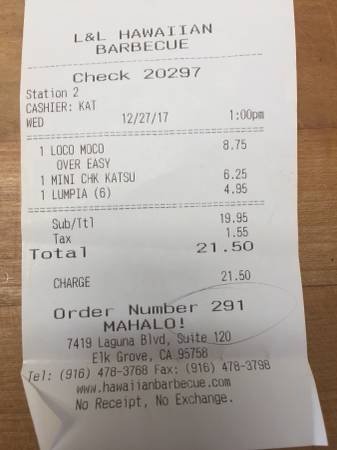 L&L HAWAIIAN
BARBECUE
Check 20297
Station 2
CASHIER: KAT
WED 12/27/17 1:00pm
1 LOCO MOCO 8.75
OVER EASY
1 MINI CHK KATSU 6.25
1 LUMPIA (6) 4.95
Sub/Ttl 19.95
Tax 1.55
Total 21.50
CHARGE 21.50
Order Number 291
MAHALO!
7419 Laguna Blvd, Suite 120
Elk Grove, CA 95758
Tel: (916) 478-3768 Fax: (916) 478-3798
www.hawaiianbarbecue.com
No Receipt, No Exchange.